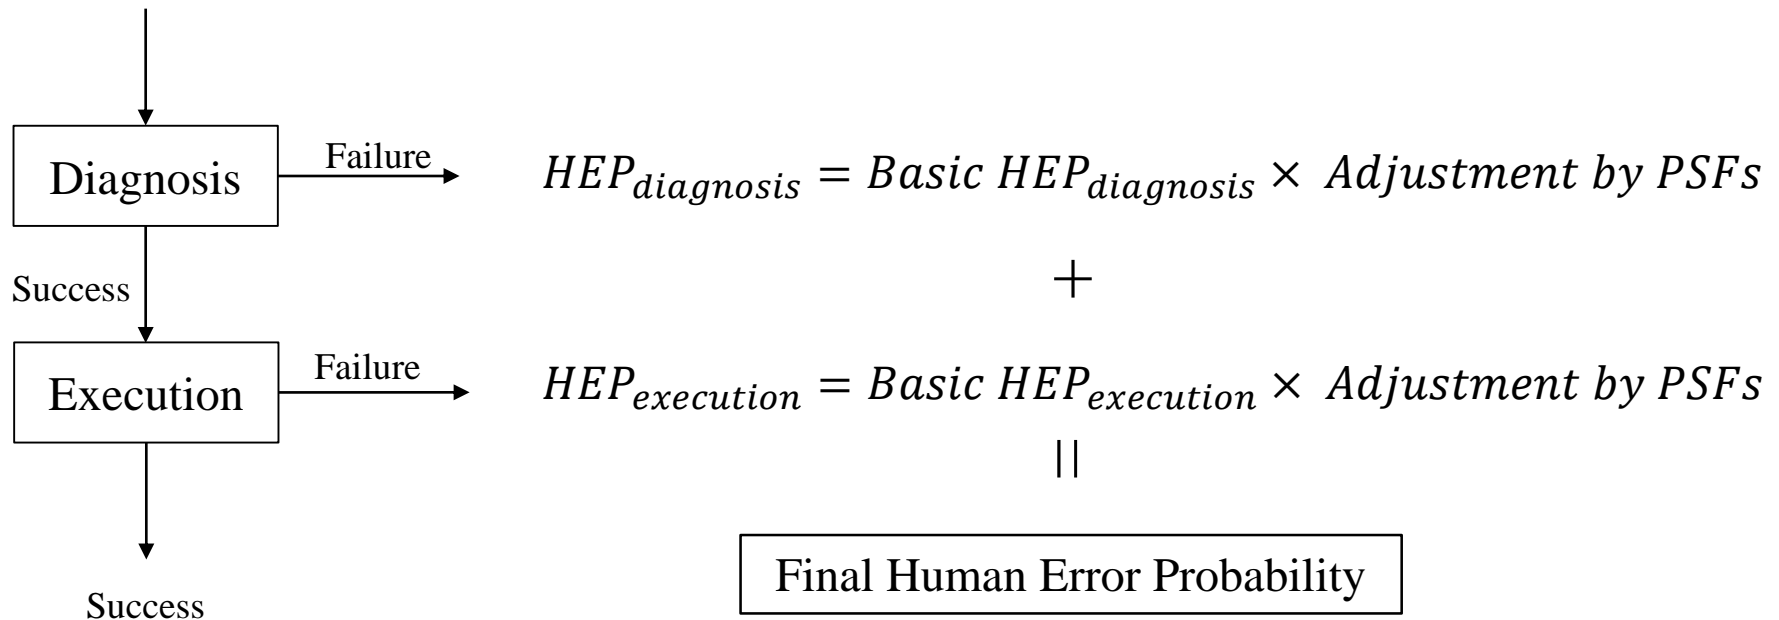 Diagnosis
Failure
HEP_diagnosis = Basic HEP_diagnosis × Adjustment by PSFs
Success
+
Execution
Failure
HEP_execution = Basic HEP_execution × Adjustment by PSFs
||
Final Human Error Probability
Success